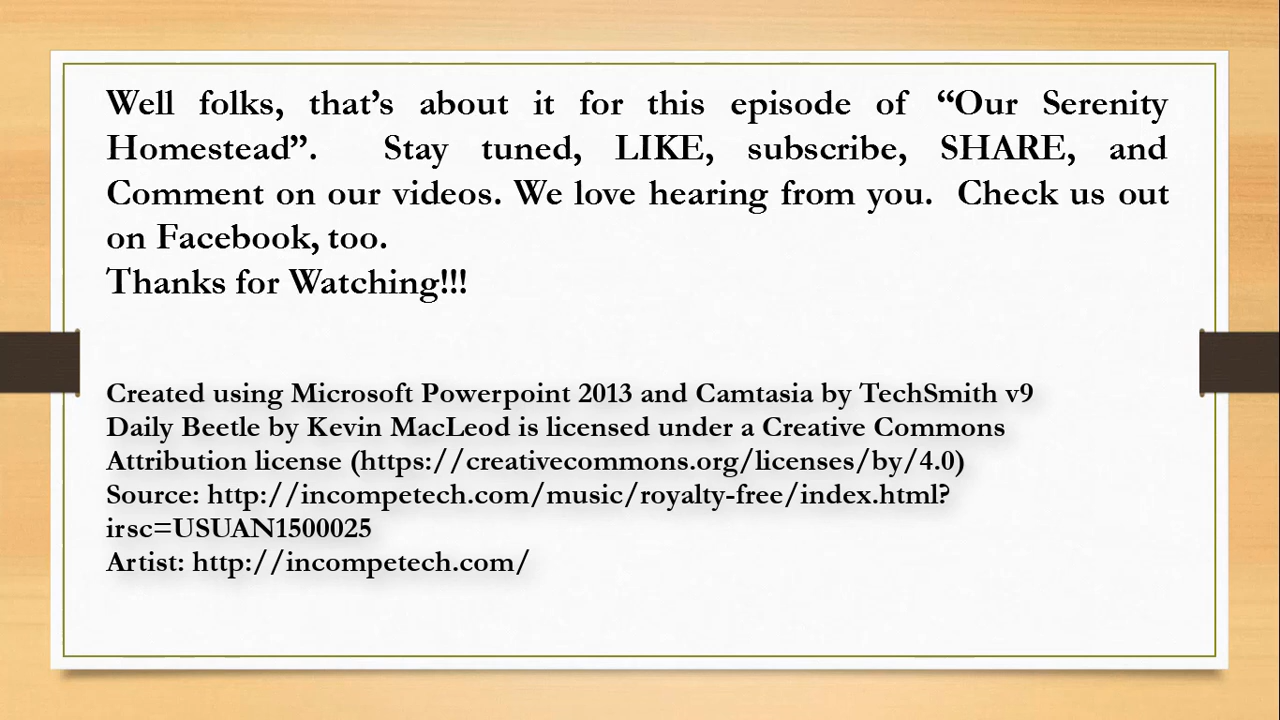 Well folks, that’s about it for this episode of “Our Serenity
Homestead”.  Stay tuned, LIKE, subscribe, SHARE, and
Comment on our videos. We love hearing from you.  Check us out
on Facebook, too.
Thanks for Watching!!!
Created using Microsoft Powerpoint 2013 and Camtasia by TechSmith v9
Daily Beetle by Kevin MacLeod is licensed under a Creative Commons
Attribution license (https://creativecommons.org/licenses/by/4.0)
Source: http://incompetech.com/music/royalty-free/index.html?
irsc=USUAN1500025
Artist: http://incompetech.com/